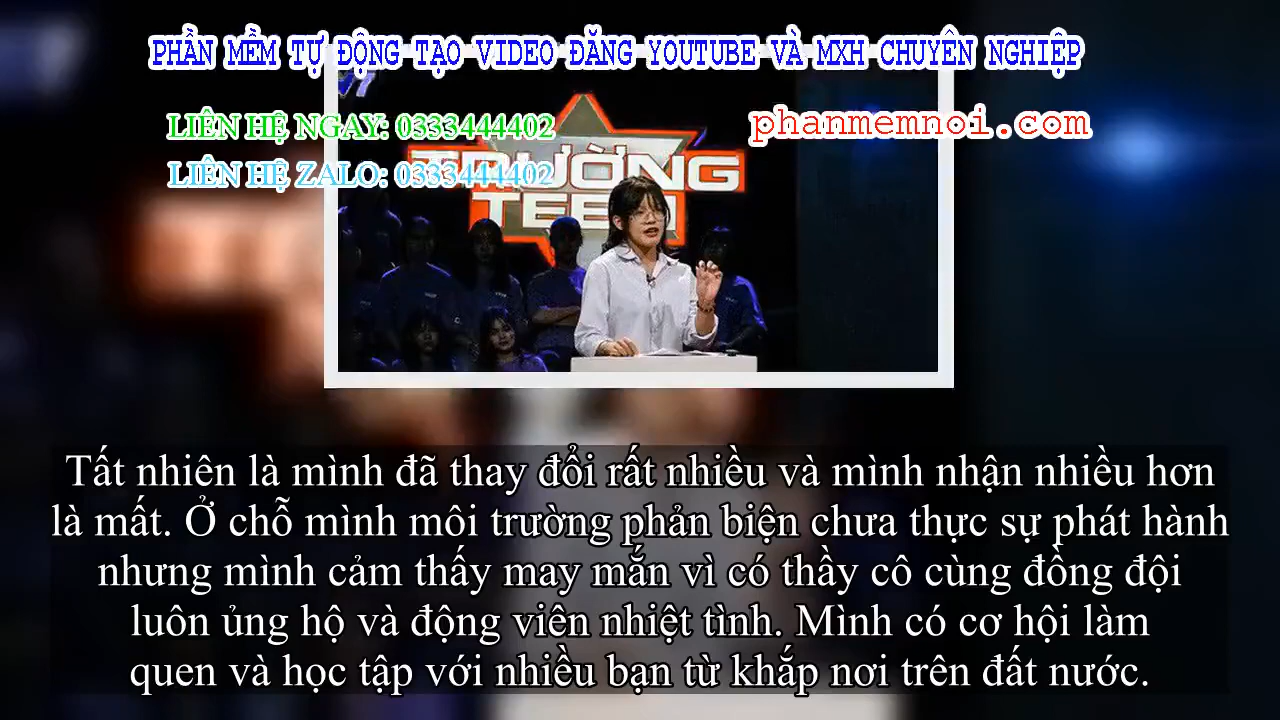 PHẦN MỀM TỰ ĐỘNG TẠO VIDEO ĐĂNG YOUTUBE VÀ MXH CHUYÊN NGHIỆP
LIÊN HỆ NGAY: 0333444402
phanmemnoi.com
LIÊN HỆ ZALO: 0333444402
TRƯỜNG
TEEN
Tất nhiên là mình đã thay đổi rất nhiều và mình nhận nhiều hơn
là mất. Ở chỗ mình môi trường phản biện chưa thực sự phát hành
nhưng mình cảm thấy may mắn vì có thầy cô cùng đồng đội
luôn ủng hộ và động viên nhiệt tình. Mình có cơ hội làm
quen và học tập với nhiều bạn từ khắp nơi trên đất nước.